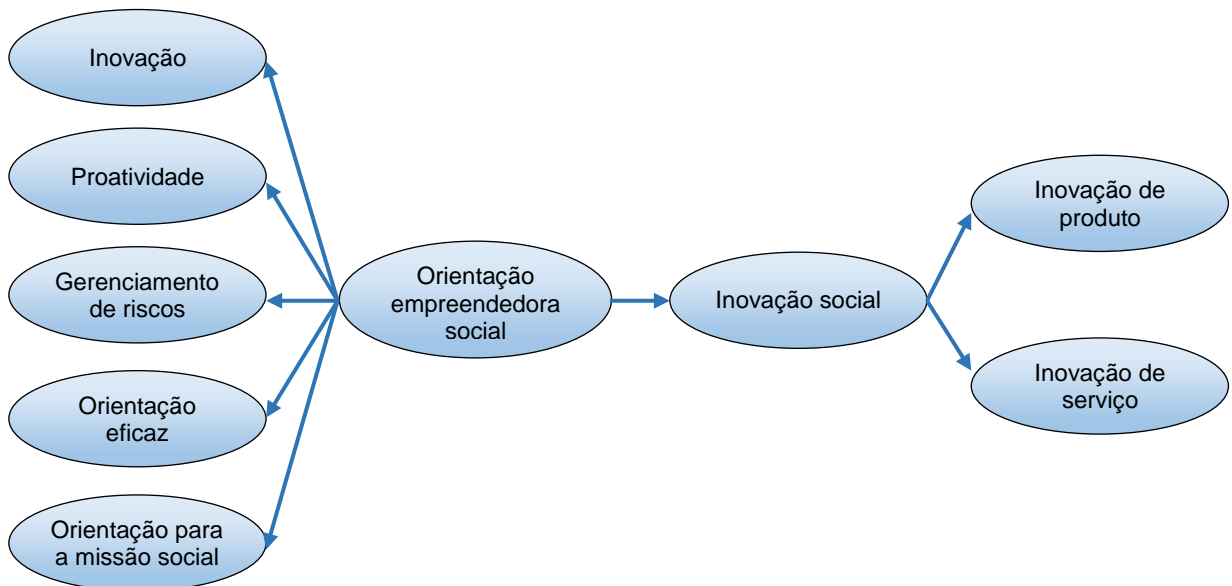 Inovação
Proatividade
Gerenciamento
de riscos
Orientação
eficaz
Orientação para
a missão social
Orientação
empreendedora
social
Inovação social
Inovação de
produto
Inovação de
serviço